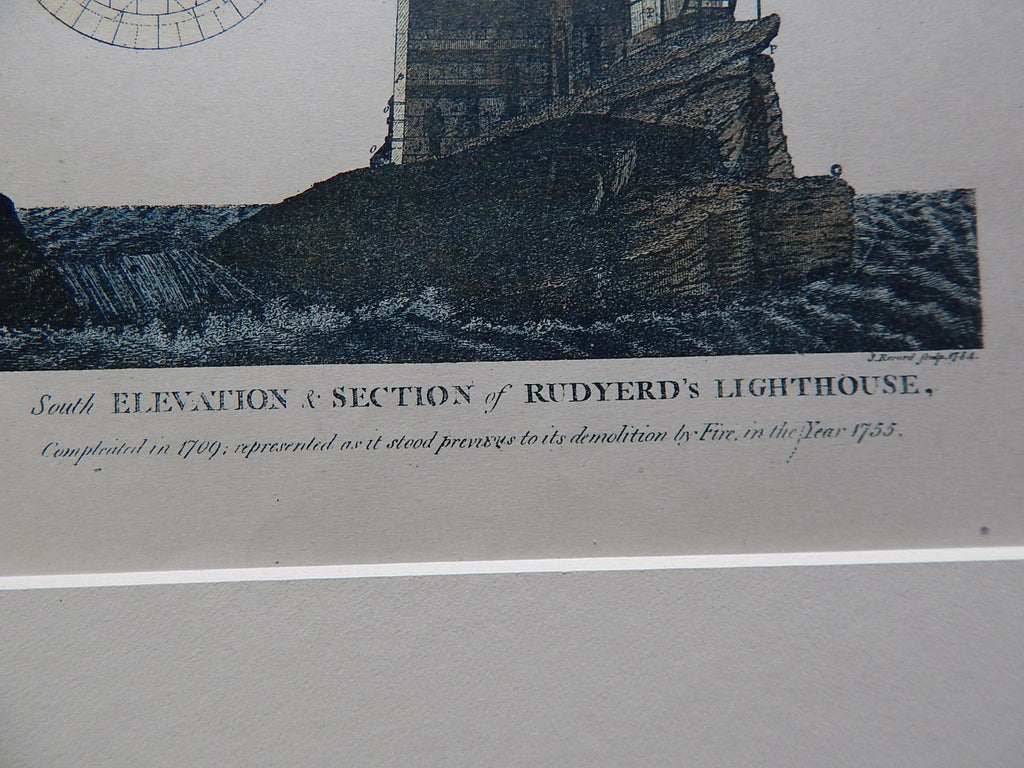 J. Record sculp. 1784.
South ELEVATION & SECTION of RUDYERD'S LIGHTHOUSE,
Compleated in 1709; represented as it stood previous to its demolition by Fire, in the Year 1755.